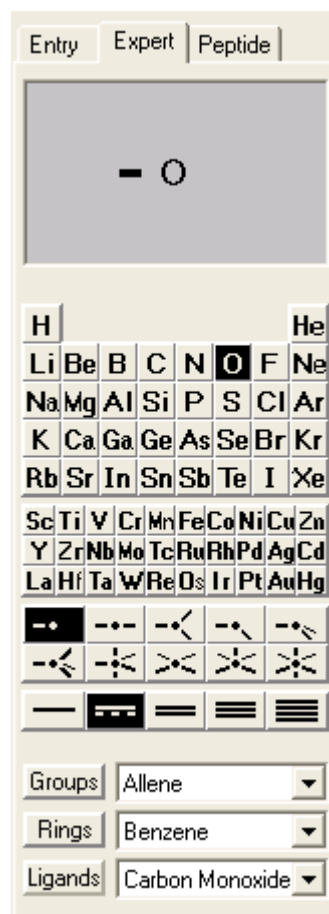 Entry Expert Peptide
O
H He
Li Be B C N O F Ne
Na Mg Al Si P S Cl Ar
K Ca Ga Ge As Se Br Kr
Rb Sr In Sn Sb Te I Xe
Sc Ti V Cr Mn Fe Co Ni Cu Zn
Y Zr Nb Mo Tc Ru Rh Pd Ag Cd
La Hf Ta W Re Os Ir Pt Au Hg
Groups Allene
Rings Benzene
Ligands Carbon Monoxide